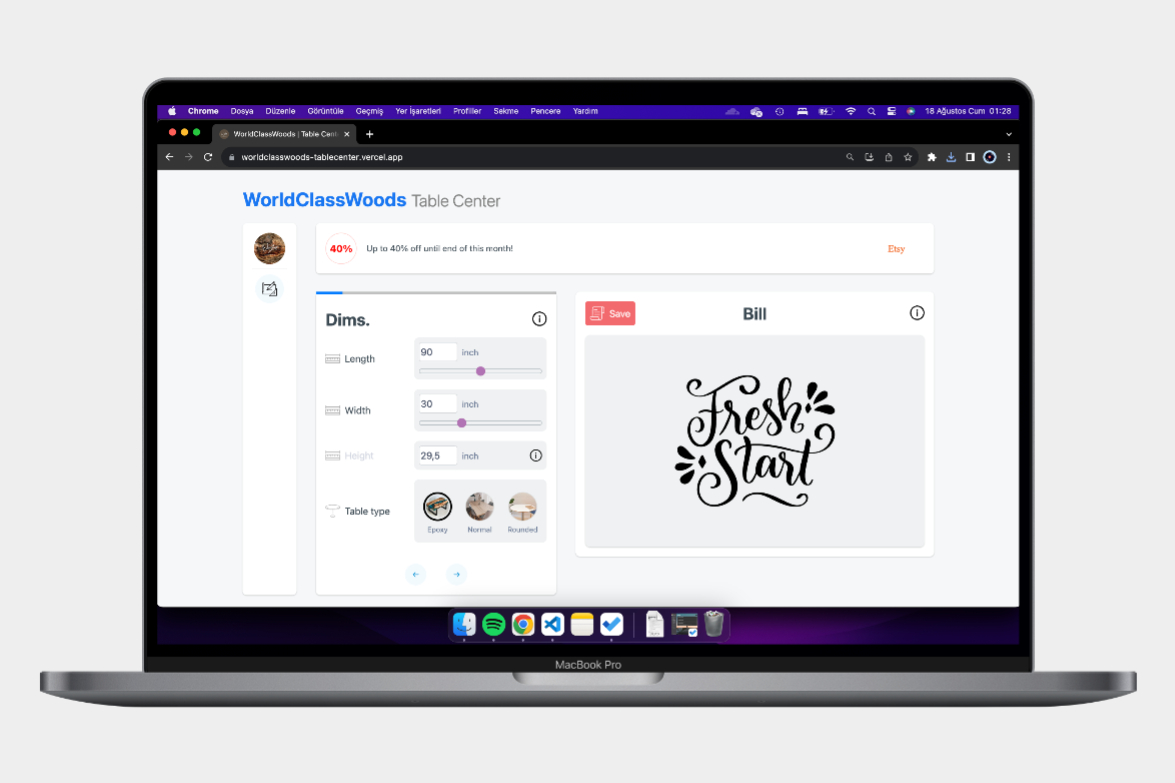 Chrome Dosya Düzenle Görüntüle Geçmiş Yer İşaretleri Profiller Sekme Pencere Yardım 18 Ağustos Cum 01:28
WorldClassWoods | Table Cent
worldclasswoods-tablecenter.vercel.app
WorldClassWoods Table Center
40% Up to 40% off until end of this month! Etsy
Dims.
Length 90 inch
Width 30 inch
Height 29,5 inch
Table type
Epoxy Normal Rounded
Save Bill
Fresh
Start
MacBook Pro